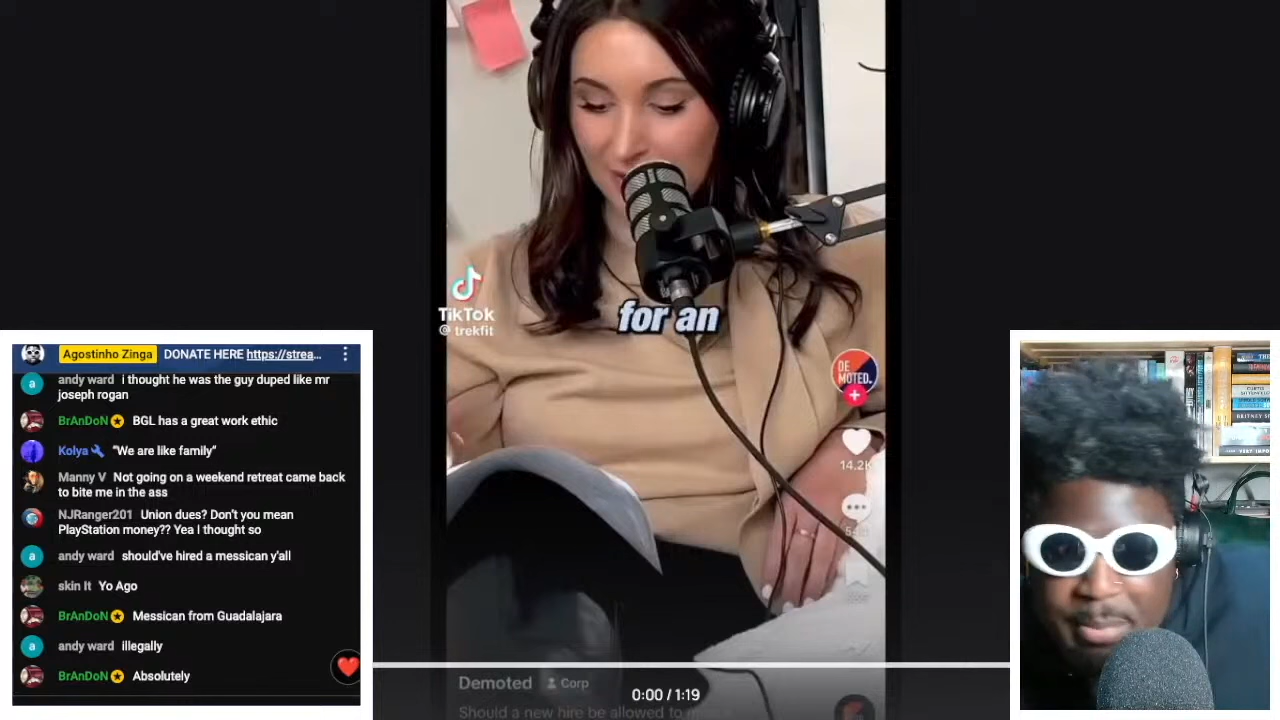 for an
TikTok
@ trekfit
DE
MOTED.
14.2K
Agostinho Zinga DONATE HERE https://strea...
andy ward i thought he was the guy duped like mr
joseph rogan
BrAnDoN BGL has a great work ethic
Kolya “We are like family”
Manny V Not going on a weekend retreat came back
to bite me in the ass
NJRanger201 Union dues? Don't you mean
PlayStation money?? Yea I thought so
andy ward should've hired a messican y'all
skin It Yo Ago
BrAnDoN Messican from Guadalajara
andy ward illegally
BrAnDoN Absolutely
Demoted Corp
0:00 / 1:19
Should a new hire be allowed to